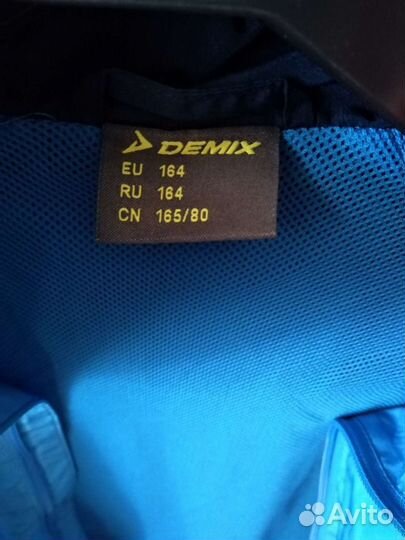 DEMIX
EU 164
RU 164
CN 165/80
Avito